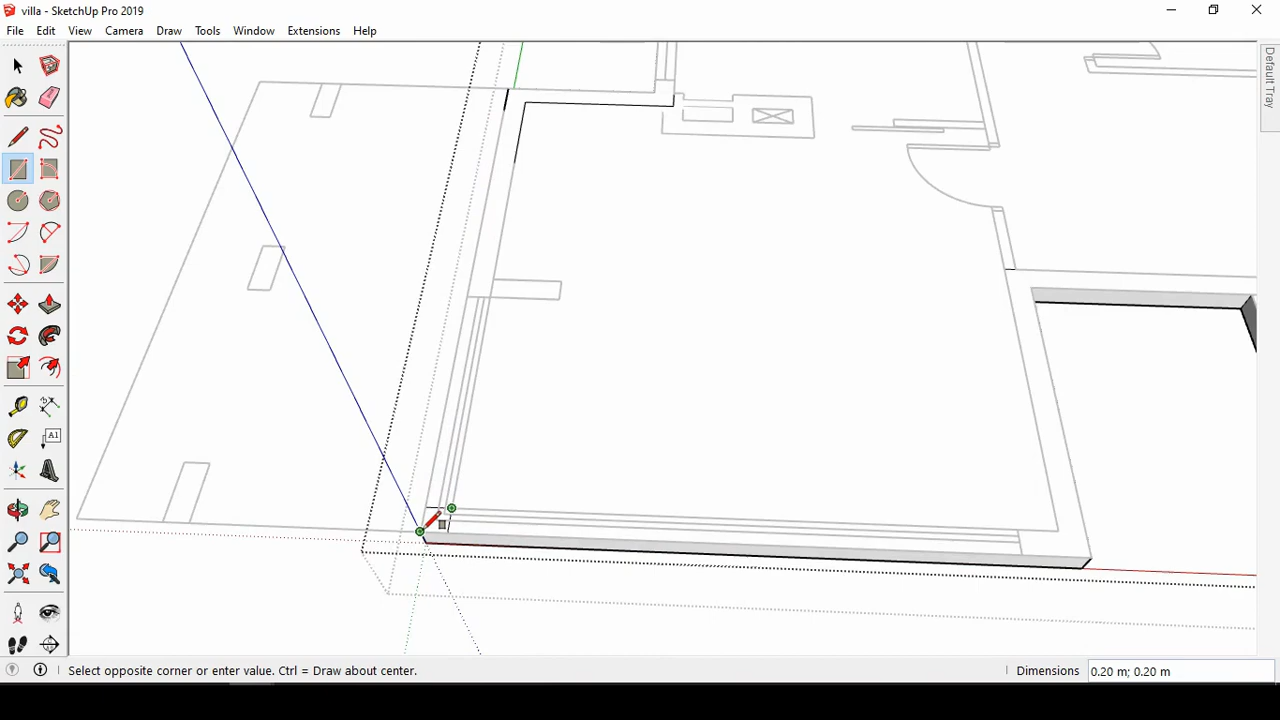 villa - SketchUp Pro 2019
File Edit View Camera Draw Tools Window Extensions Help
Default Tray
A1
Select opposite corner or enter value. Ctrl = Draw about center. Dimensions 0.20 m; 0.20 m